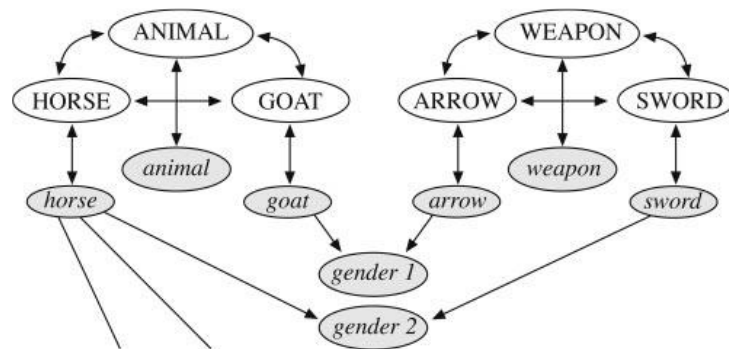 ANIMAL WEAPON
HORSE GOAT ARROW SWORD
animal weapon
horse goat arrow sword
gender 1
gender 2